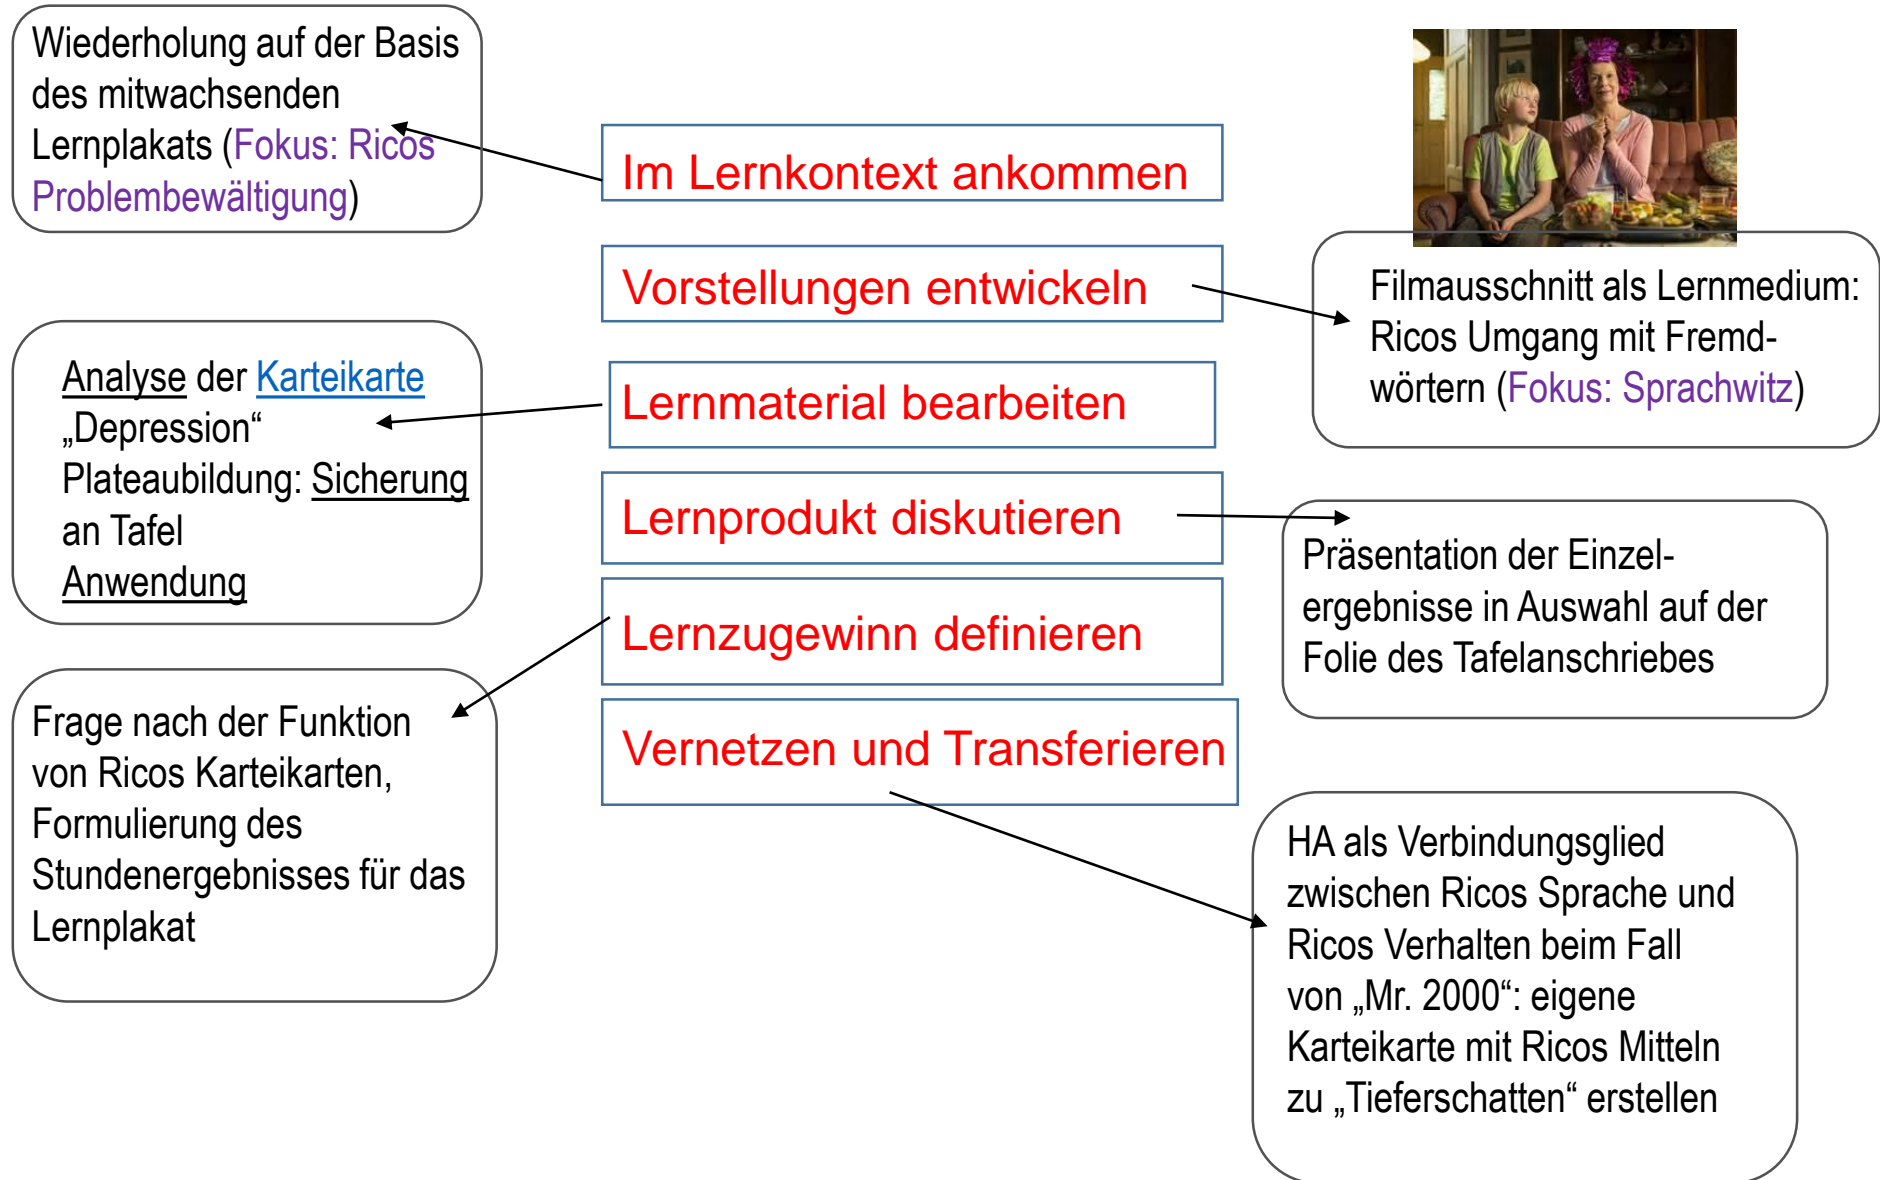 Wiederholung auf der Basis
des mitwachsenden
Lernplakats (Fokus: Ricos
Problembewältigung)
Im Lernkontext ankommen
Vorstellungen entwickeln
Filmausschnitt als Lernmedium:
Ricos Umgang mit Fremd-
wörtern (Fokus: Sprachwitz)
Analyse der Karteikarte
„Depression“
Plateaubildung: Sicherung
an Tafel
Anwendung
Lernmaterial bearbeiten
Lernprodukt diskutieren
Präsentation der Einzel-
ergebnisse in Auswahl auf der
Folie des Tafelanschriebes
Lernzugewinn definieren
Frage nach der Funktion
von Ricos Karteikarten,
Formulierung des
Stundenergebnisses für das
Lernplakat
Vernetzen und Transferieren
HA als Verbindungsglied
zwischen Ricos Sprache und
Ricos Verhalten beim Fall
von „Mr. 2000“: eigene
Karteikarte mit Ricos Mitteln
zu „Tieferschatten“ erstellen